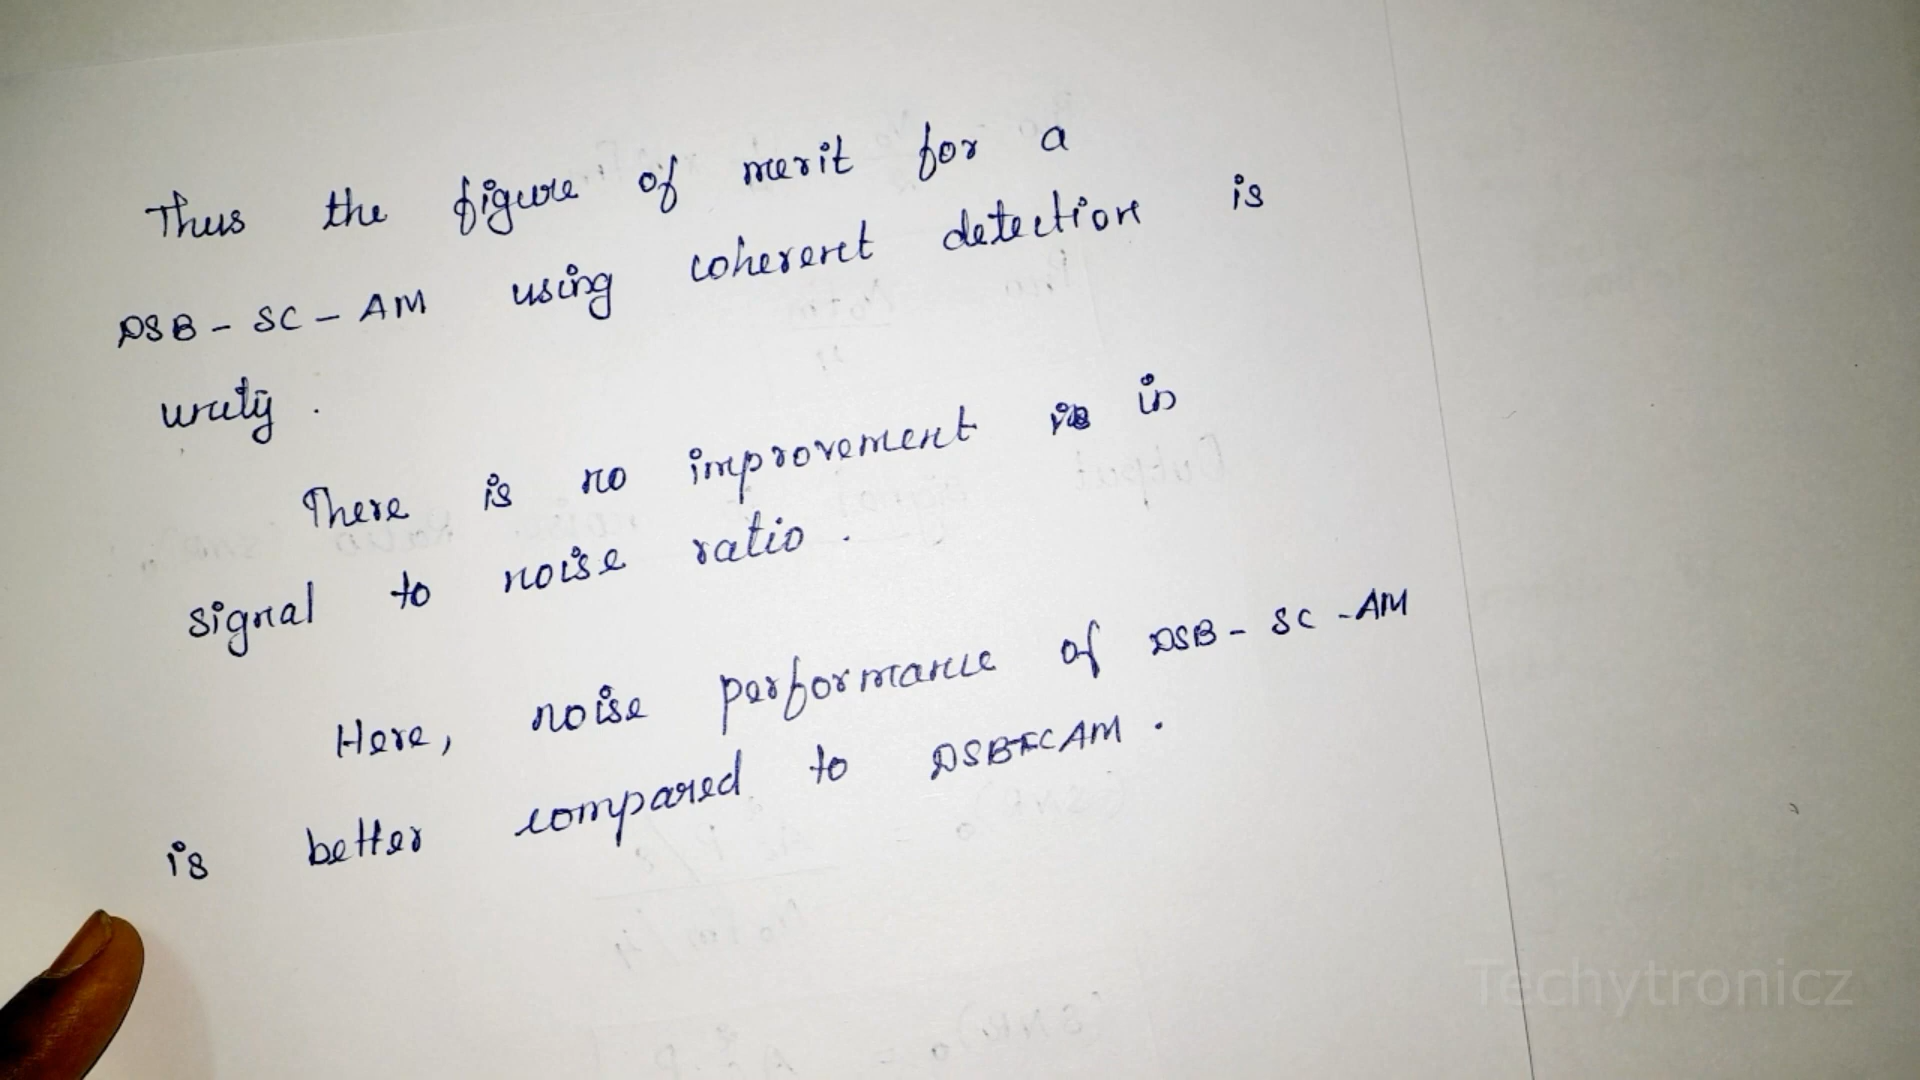 Thus the figure of merit for a
DSB - SC - AM using coherent detection is
unity .
There is no improvement in
signal to noise ratio .
Here, noise performance of DSB - SC - AM
is better compared to DSBFCAM .
Techytronicz